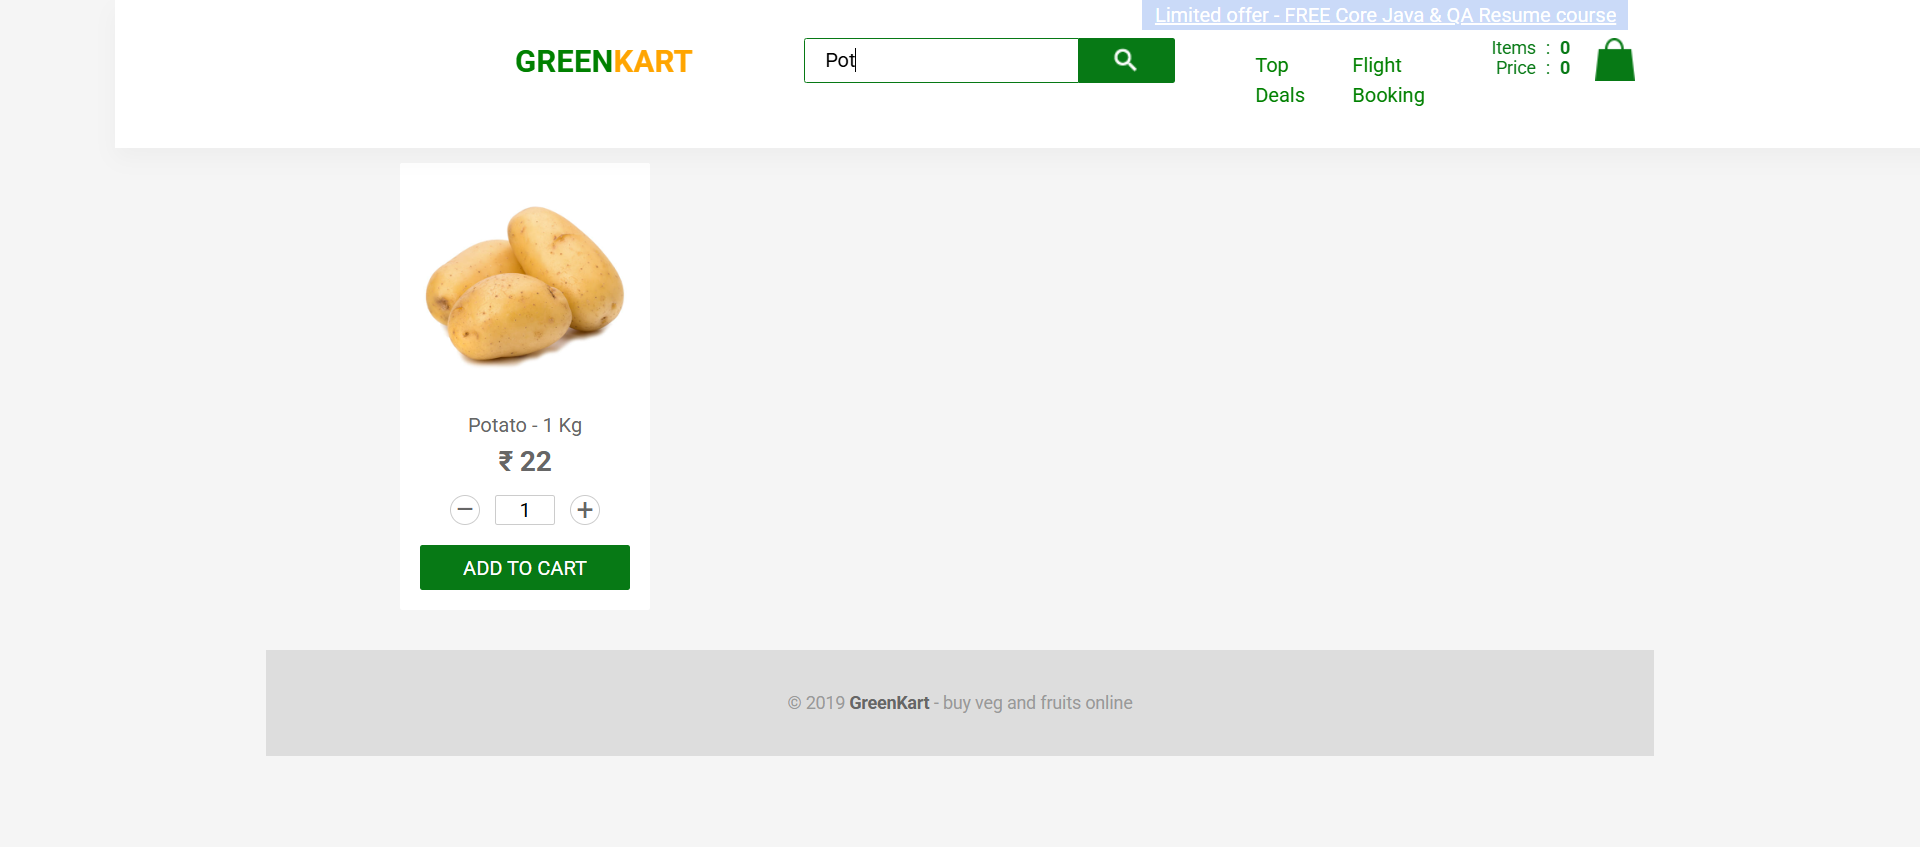 Limited offer - FREE Core Java & QA Resume course
GREENKART
Pot
Top
Deals
Flight
Booking
Items : 0
Price : 0
Potato - 1 Kg
₹ 22
1
ADD TO CART
© 2019 GreenKart - buy veg and fruits online